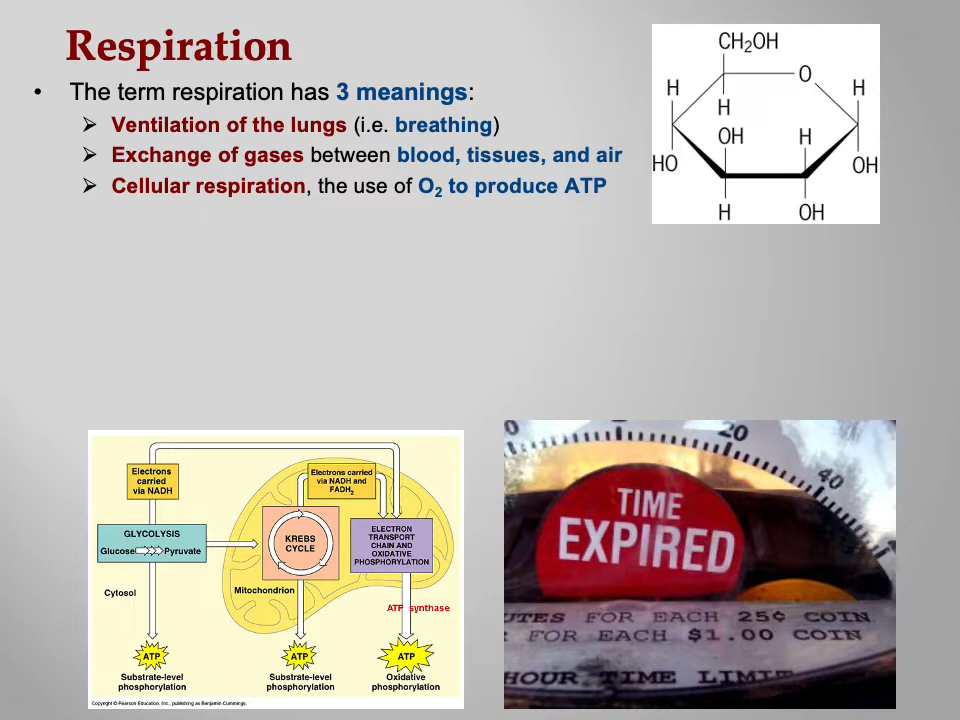 Respiration
• The term respiration has 3 meanings:
➢ Ventilation of the lungs (i.e. breathing)
➢ Exchange of gases between blood, tissues, and air
➢ Cellular respiration, the use of O2 to produce ATP
CH2OH
O
H
H
H
OH
H
HO
OH
H
OH
Electrons
carried
via NADH
Electrons carried
via NADH and
FADH2
GLYCOLYSIS
Glucose
Pyruvate
KREBS
CYCLE
ELECTRON
TRANSPORT
CHAIN AND
OXIDATIVE
PHOSPHORYLATION
Cytosol
Mitochondrion
ATP synthase
ATP
ATP
ATP
Substrate-level
phosphorylation
Substrate-level
phosphorylation
Oxidative
phosphorylation
Copyright © Pearson Education, Inc., publishing as Benjamin Cummings.
0
20
40
TIME
EXPIRED
UTES FOR EACH 25¢ COIN
FOR EACH $1.00 COIN
HOUR TIME LIMIT